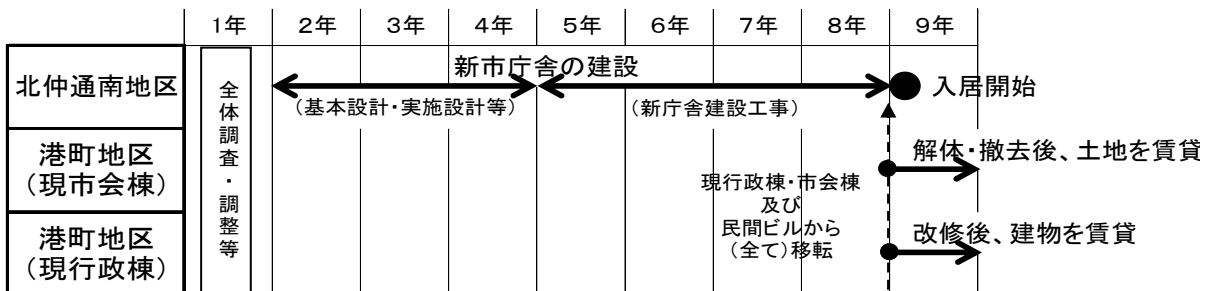 1年 2年 3年 4年 5年 6年 7年 8年 9年
北仲通南地区
全体調査・調整等
新市庁舎の建設
(基本設計・実施設計等)
(新庁舎建設工事)
入居開始
港町地区
(現市会棟)
解体・撤去後、土地を賃貸
現行政棟・市会棟
及び
民間ビルから
(全て)移転
港町地区
(現行政棟)
改修後、建物を賃貸